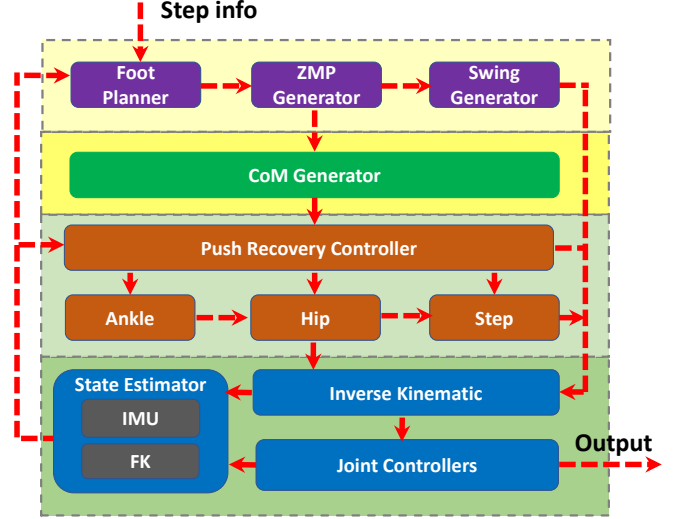 Step info
Foot
Planner
ZMP
Generator
Swing
Generator
CoM Generator
Push Recovery Controller
Ankle
Hip
Step
State Estimator
IMU
FK
Inverse Kinematic
Joint Controllers
Output